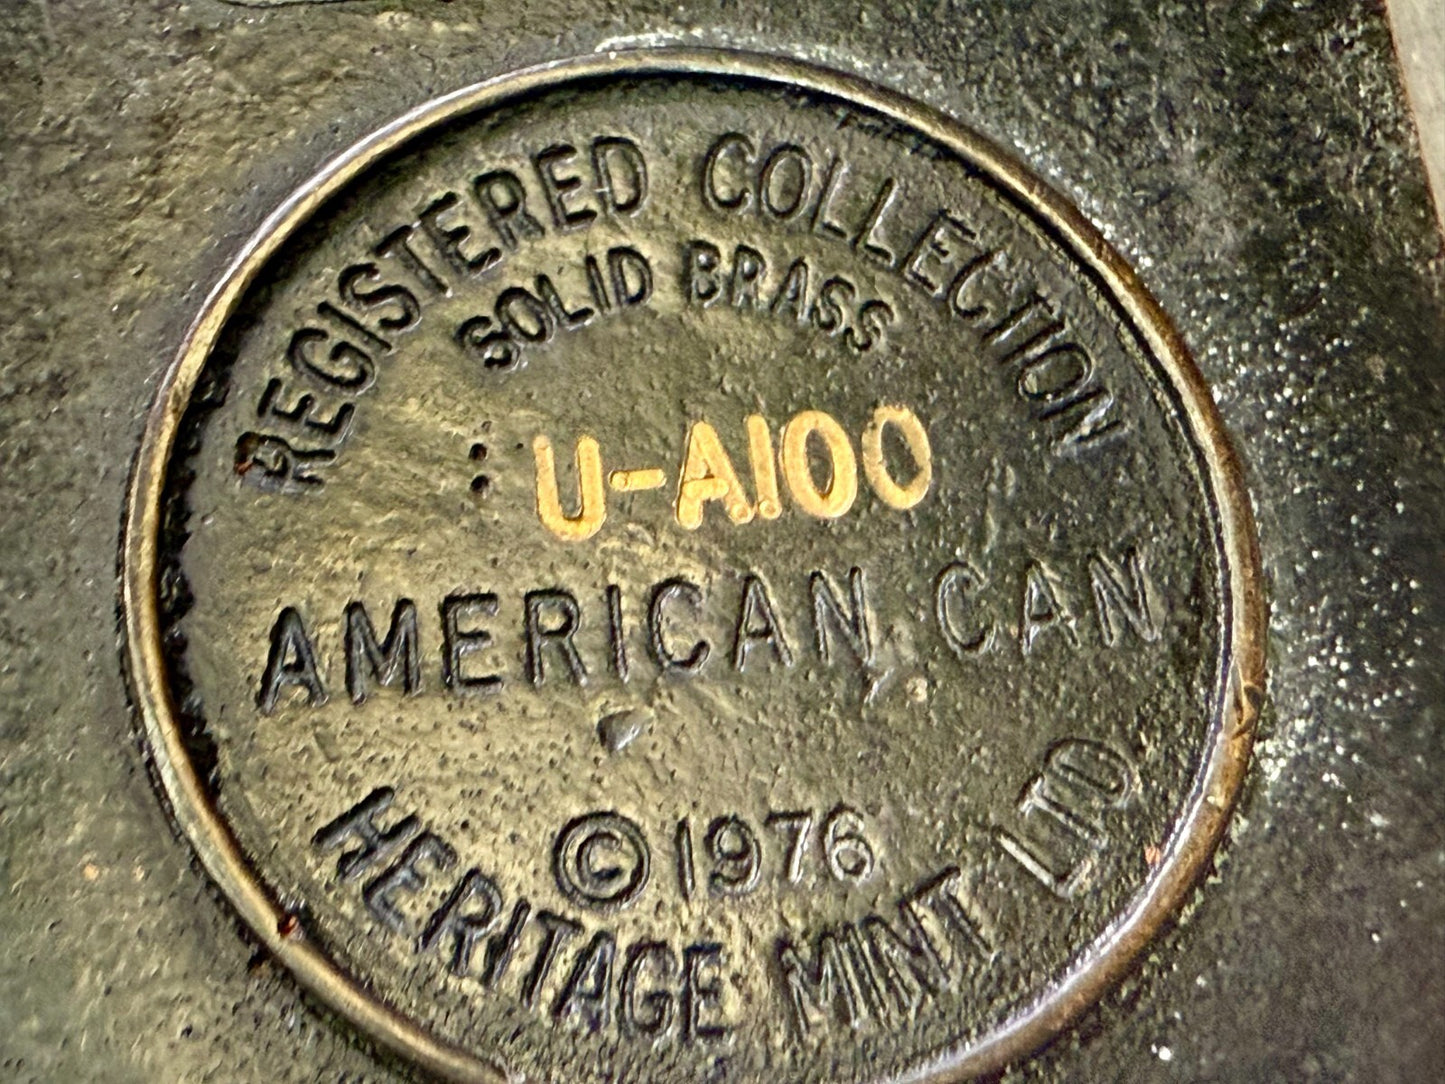 REGISTERED COLLECTION
SOLID BRASS
U-A100
AMERICAN CAN
© 1976
HERITAGE MINT LTD